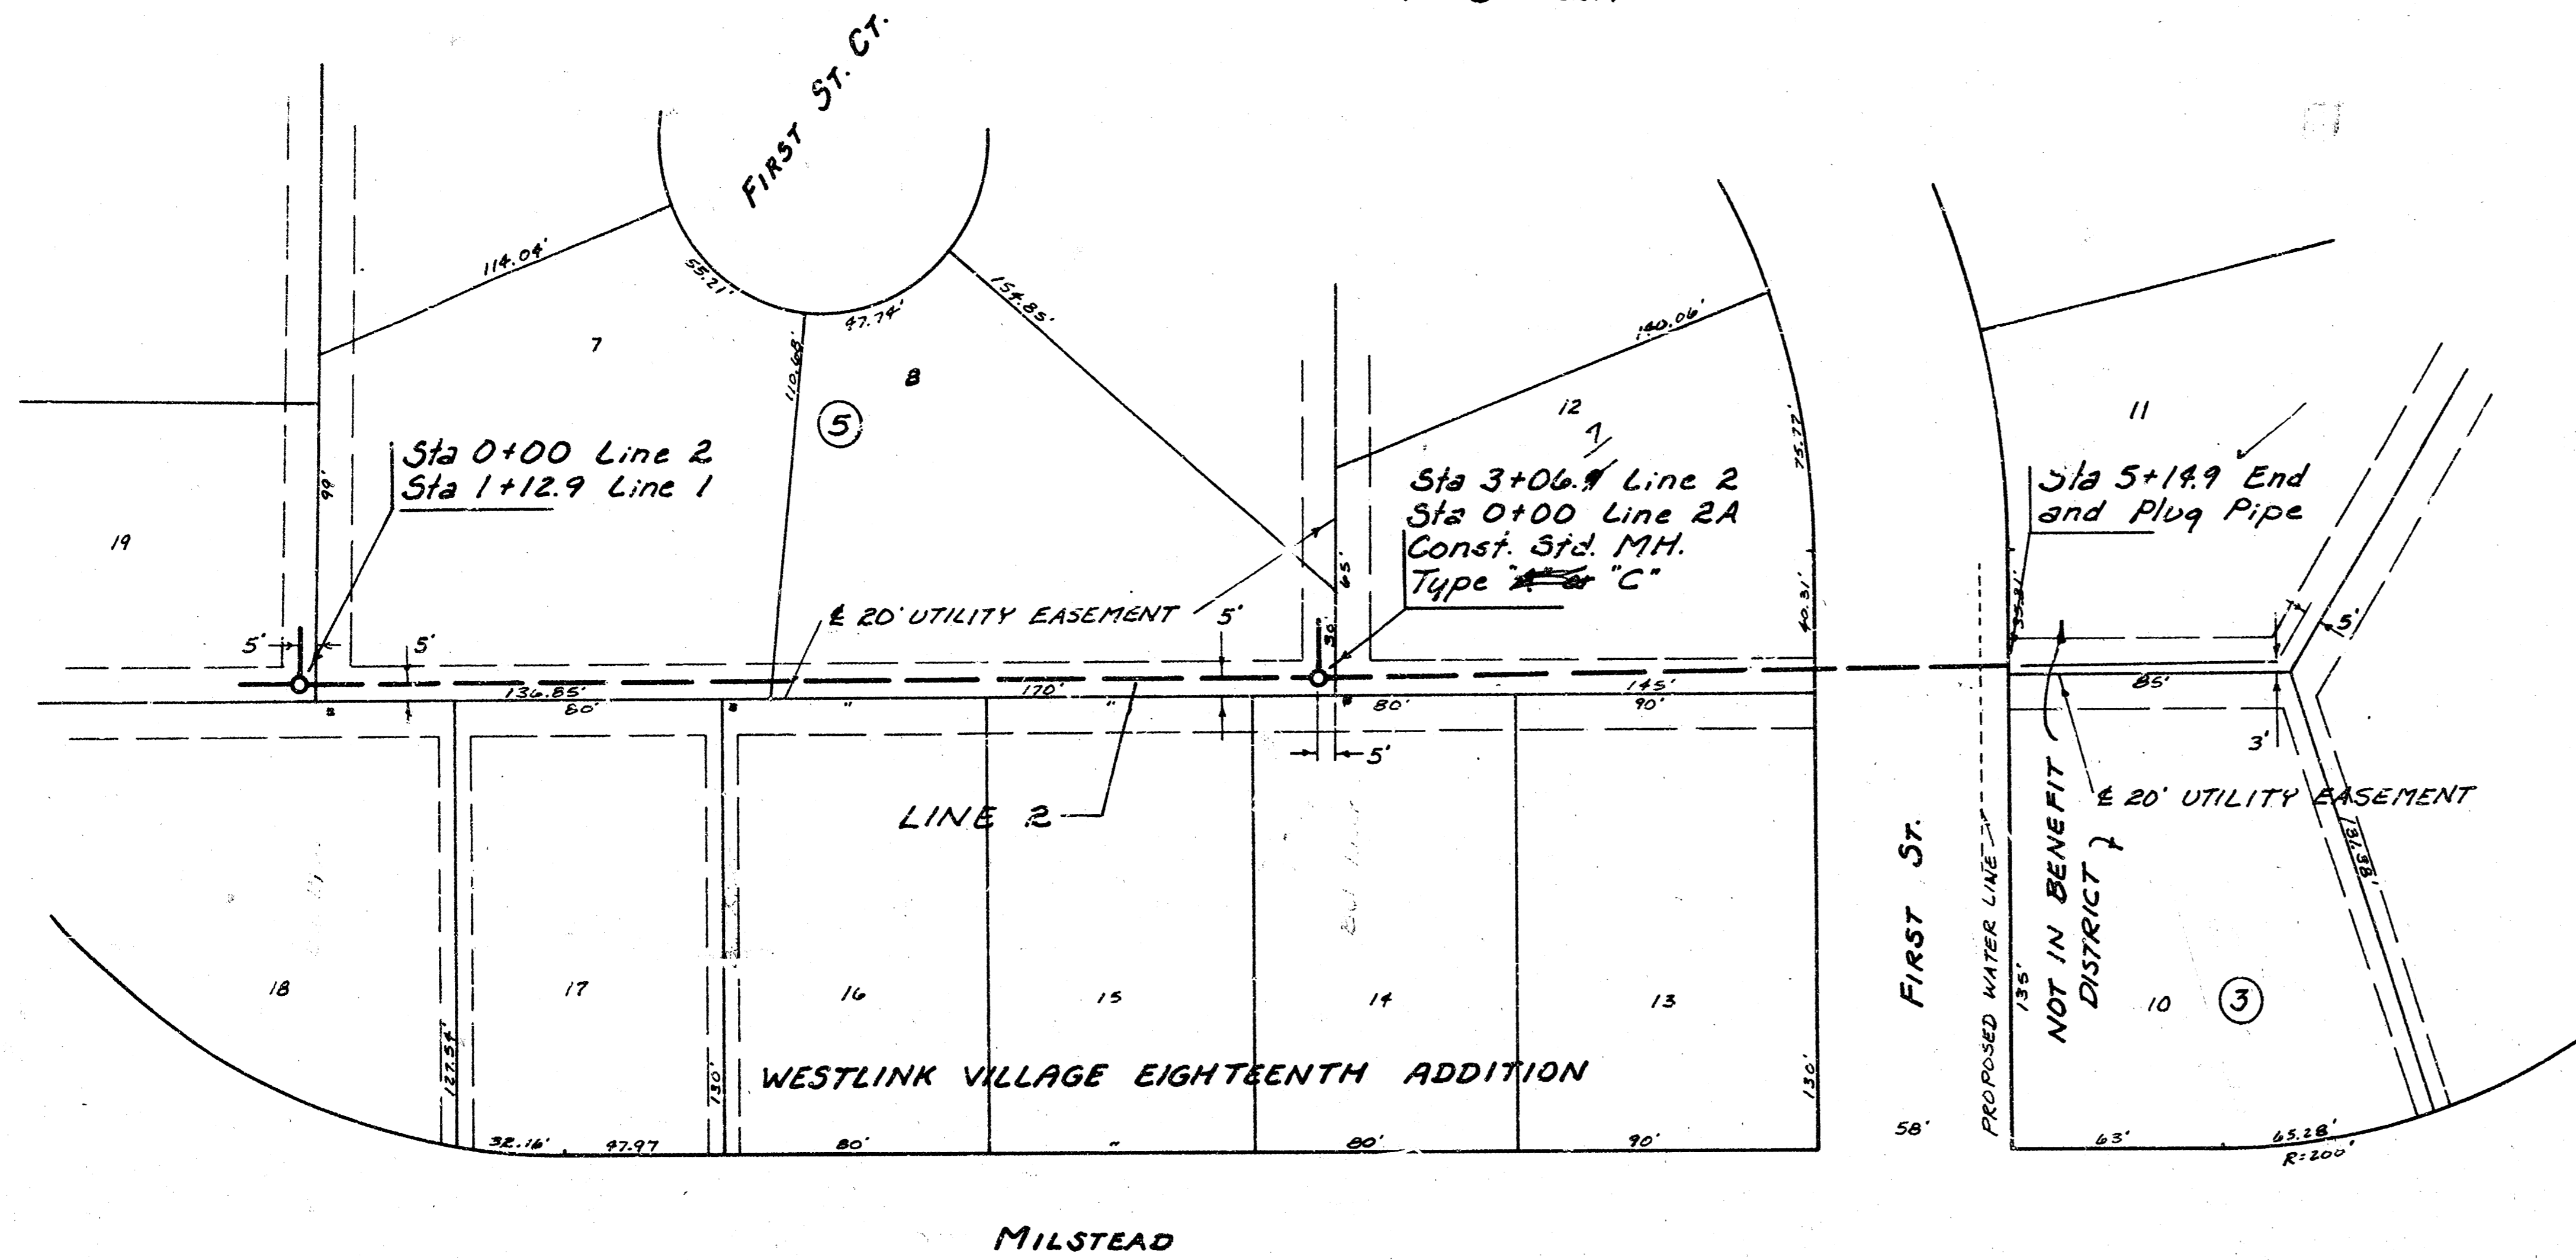 FIRST ST. CT.
114.04'
55.21'
47.74'
154.85'
140.06'
7
8
110.68'
5
12
11
75.77'
99'
Sta 0+00 Line 2
Sta 1+12.9 Line 1
7
Sta 3+06.9 Line 2
Sta 0+00 Line 2A
Const. Std. MH.
Type "C"
Sta 5+14.9 End
and Plug Pipe
19
65'
40.31'
35.31'
℄ 20' UTILITY EASEMENT
5'
5'
5'
30'
5'
136.85'
170'
145'
85'
80'
"
"
80'
90'
5'
3'
LINE 2
℄ 20' UTILITY EASEMENT
131.38'
FIRST ST.
PROPOSED WATER LINE
NOT IN BENEFIT
DISTRICT
135'
18
17
16
15
14
13
10
3
127.54'
130'
WESTLINK VILLAGE EIGHTEENTH ADDITION
130'
58'
32.16'
47.97
80'
"
80'
90'
63'
65.28'
R=200'
MILSTEAD